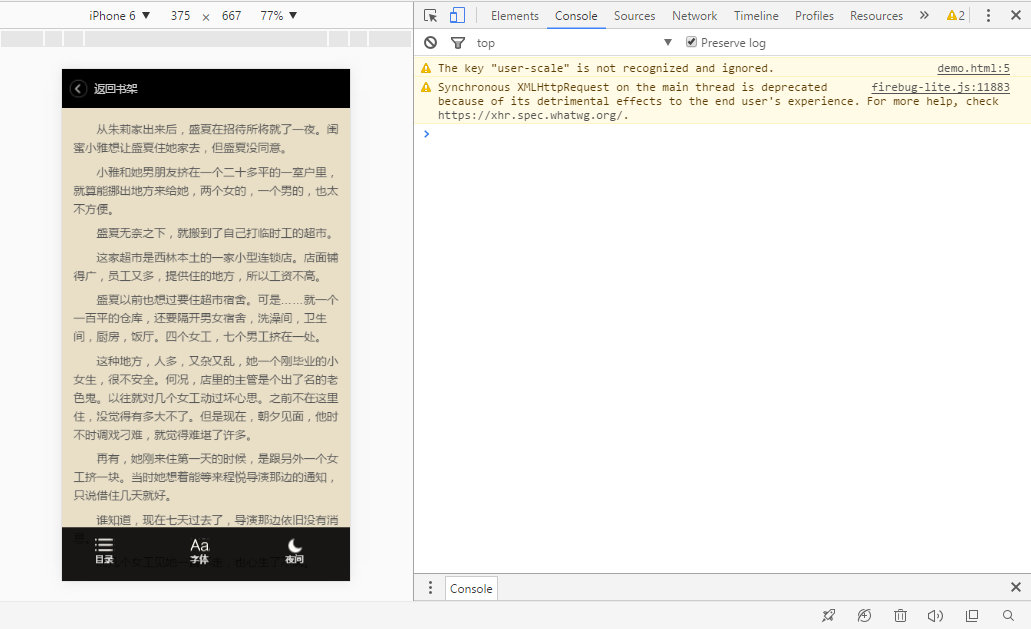 iPhone 6 ▼ 375 × 667 77% ▼
Elements Console Sources Network Timeline Profiles Resources » 2
top ▼ Preserve log
The key "user-scale" is not recognized and ignored. demo.html:5
Synchronous XMLHttpRequest on the main thread is deprecated firebug-lite.js:11883
because of its detrimental effects to the end user's experience. For more help, check
https://xhr.spec.whatwg.org/.
返回书架
从朱莉家出来后，盛夏在招待所将就了一夜。闺
蜜小雅想让盛夏住她家去，但盛夏没同意。
小雅和她男朋友挤在一个二十多平的一室户里，
就算能挪出地方来给她，两个女的，一个男的，也太
不方便。
盛夏无奈之下，就搬到了自己打临时工的超市。
这家超市是西林本土的一家小型连锁店。店面铺
得广，员工又多，提供住的地方，所以工资不高。
盛夏以前也想过要住超市宿舍。可是……就一个
一百平的仓库，还要隔开男女宿舍，洗澡间，卫生
间，厨房，饭厅。四个女工，七个男工挤在一处。
这种地方，人多，又杂又乱，她一个刚毕业的小
女生，很不安全。何况，店里的主管是个出了名的老
色鬼。以往就对几个女工动过坏心思。之前不在这里
住，没觉得有多大不了。但是现在，朝夕见面，他时
不时调戏刁难，就觉得难堪了许多。
再有，她刚来住第一天的时候，是跟另外一个女
工挤一块。当时她想着能等来程悦导演那边的通知，
只说借住几天就好。
谁知道，现在七天过去了，导演那边依旧没有消
目录 Aa 字体 夜间
Console